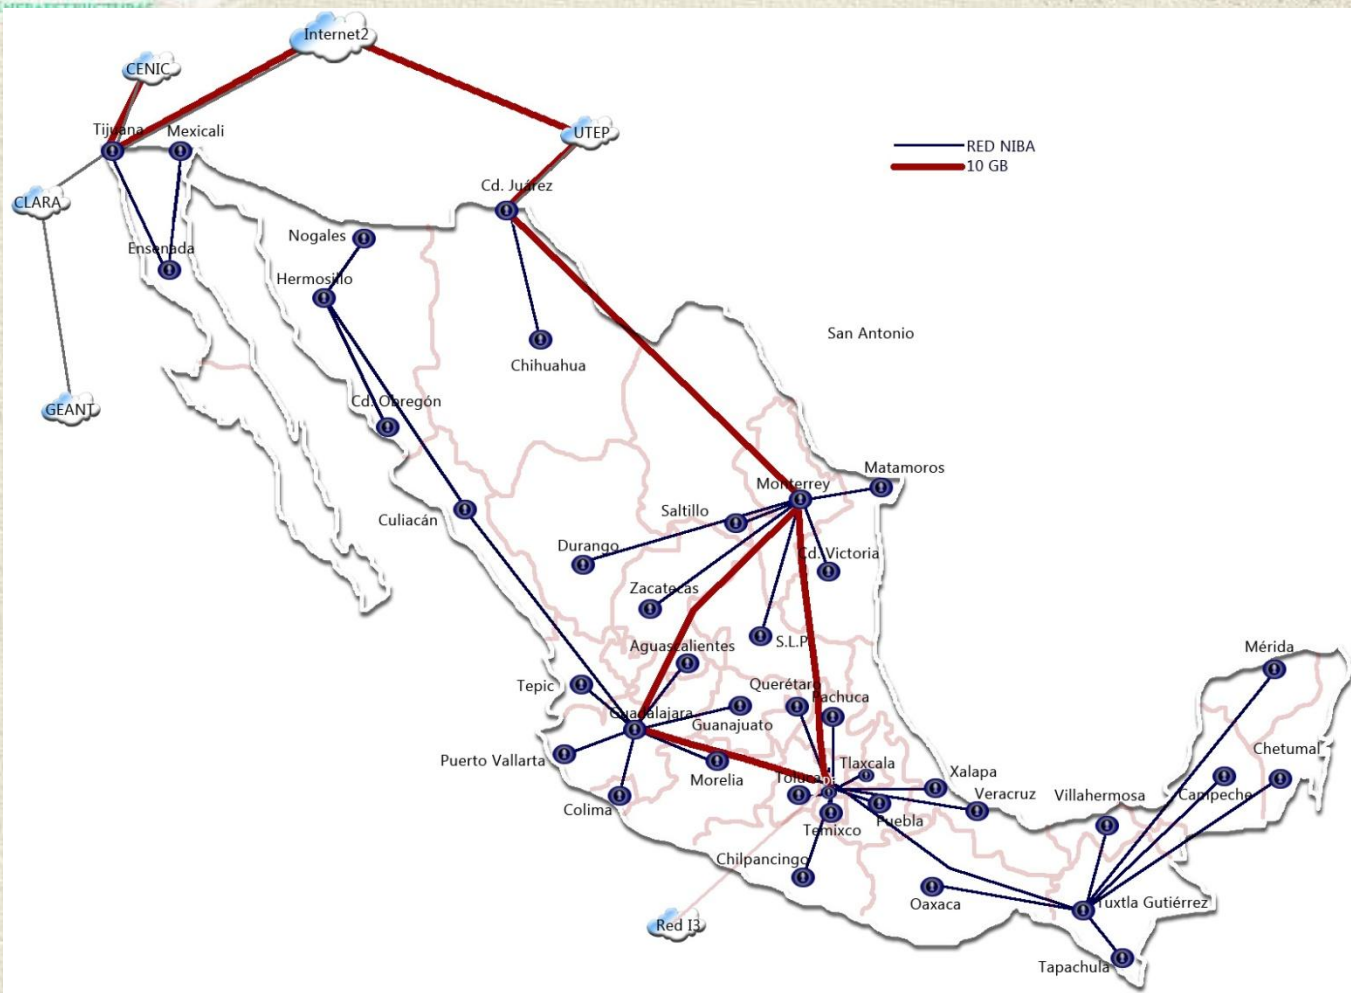 Internet2
CENIC
Tijuana
Mexicali
UTEP
RED NIBA
10 GB
Cd. Juárez
CLARA
Nogales
Ensenada
Hermosillo
San Antonio
Chihuahua
Cd. Obregón
GEANT
Matamoros
Monterrey
Saltillo
Culiacán
Durango
Cd. Victoria
Zacatecas
S.L.P
Aguascalientes
Mérida
Tepic
Querétaro
Pachuca
Guadalajara
Guanajuato
Chetumal
Puerto Vallarta
Tlaxcala
Xalapa
Morelia
Toluca
Villahermosa
Campeche
Veracruz
Colima
Puebla
Temixco
Chilpancingo
Oaxaca
Tuxtla Gutiérrez
Red I3
Tapachula